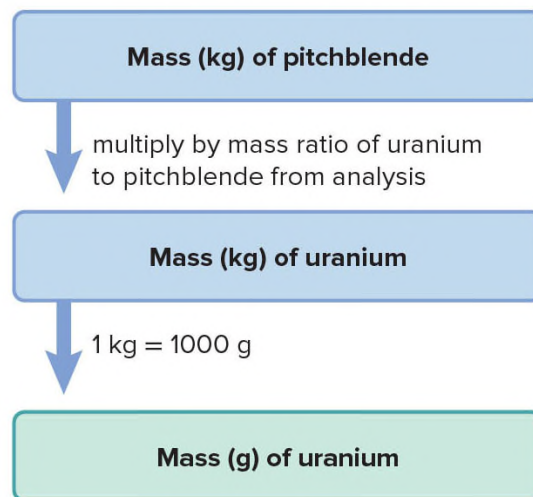 Mass (kg) of pitchblende
multiply by mass ratio of uranium
to pitchblende from analysis
Mass (kg) of uranium
1 kg = 1000 g
Mass (g) of uranium